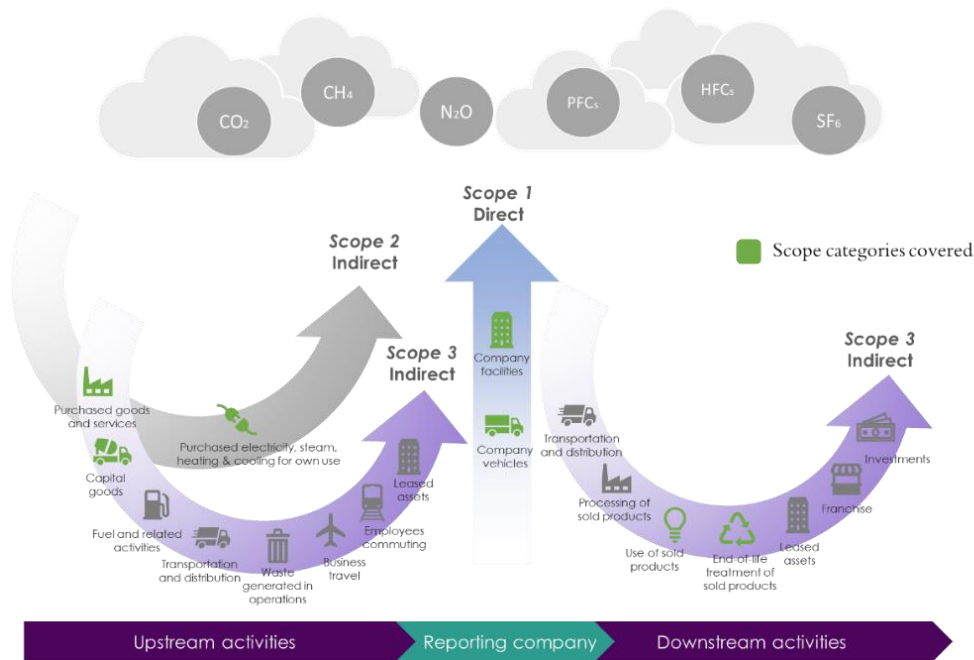 CO₂
CH₄
N₂O
PFCₛ
HFCₛ
SF₆
Scope 1
Direct
Scope 2
Indirect
Scope categories covered
Scope 3
Indirect
Scope 3
Indirect
Company
facilities
Company
vehicles
Purchased goods
and services
Purchased electricity, steam,
heating & cooling for own use
Capital
goods
Fuel and related
activities
Transportation
and distribution
Waste
generated in
operations
Business
travel
Employees
commuting
Leased
assets
Transportation
and distribution
Processing of
sold products
Use of sold
products
End-of-life
treatment of
sold products
Leased
assets
Franchise
Investments
Upstream activities
Reporting company
Downstream activities